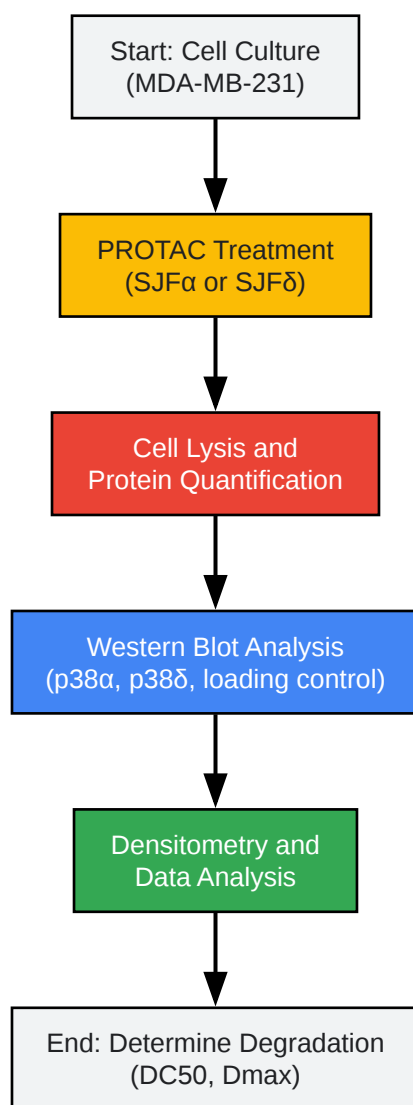 Start: Cell Culture
(MDA-MB-231)
PROTAC Treatment
(SJFα or SJFδ)
Cell Lysis and
Protein Quantification
Western Blot Analysis
(p38α, p38δ, loading control)
Densitometry and
Data Analysis
End: Determine Degradation
(DC50, Dmax)